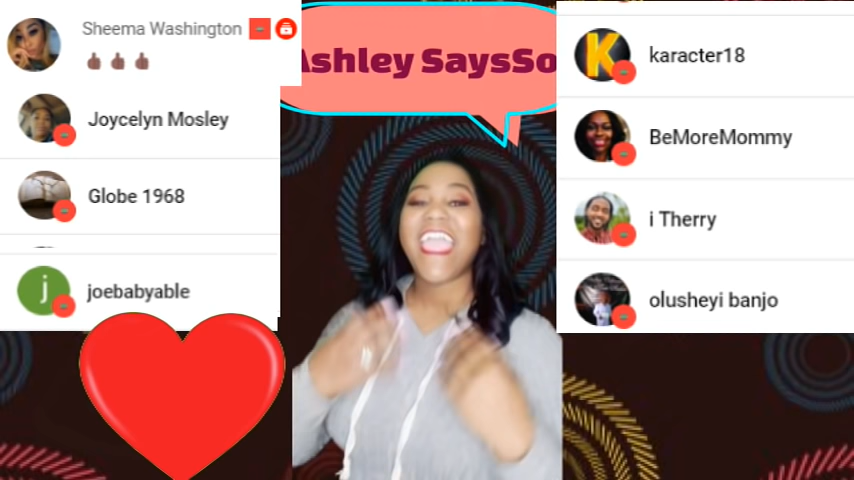 Sheema Washington
Joycelyn Mosley
Globe 1968
j
joebabyable
Ashley SaysSo
K
karacter18
BeMoreMommy
i Therry
olusheyi banjo